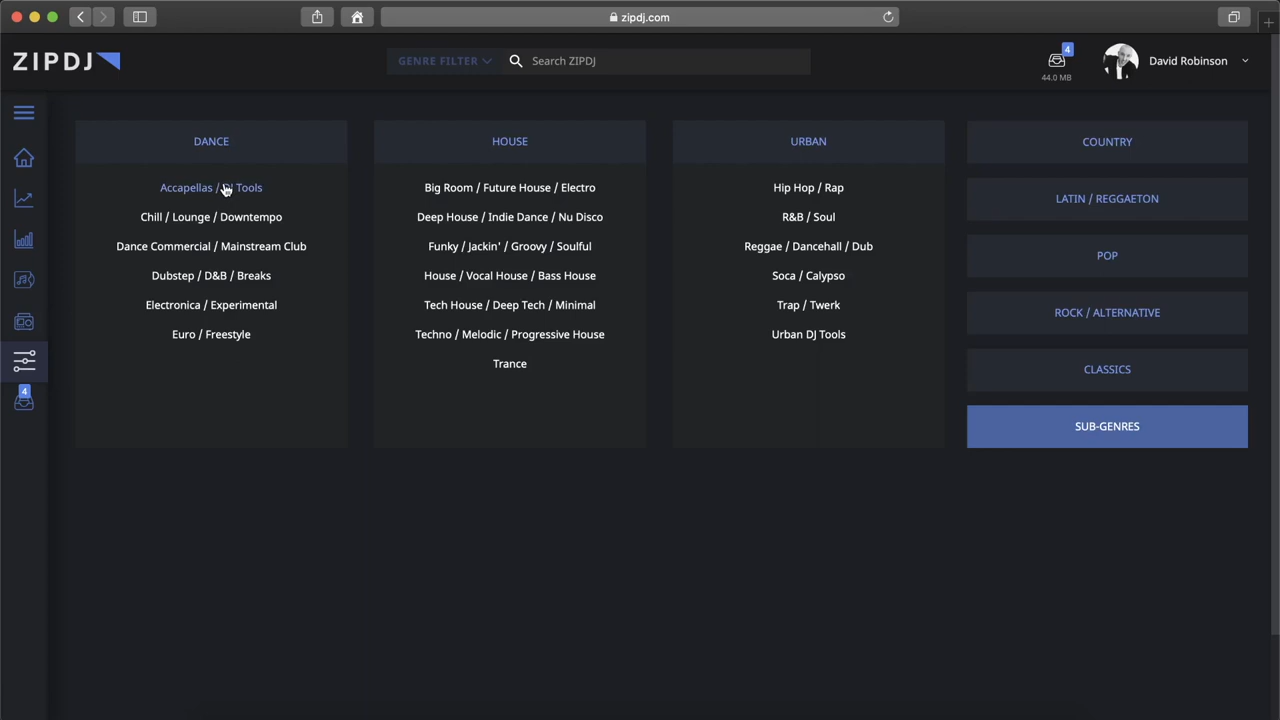 zipdj.com
ZIPDJ
GENRE FILTER
Search ZIPDJ
4
44.0 MB
David Robinson
DANCE
Accapellas / DJ Tools
Chill / Lounge / Downtempo
Dance Commercial / Mainstream Club
Dubstep / D&B / Breaks
Electronica / Experimental
Euro / Freestyle
HOUSE
Big Room / Future House / Electro
Deep House / Indie Dance / Nu Disco
Funky / Jackin' / Groovy / Soulful
House / Vocal House / Bass House
Tech House / Deep Tech / Minimal
Techno / Melodic / Progressive House
Trance
URBAN
Hip Hop / Rap
R&B / Soul
Reggae / Dancehall / Dub
Soca / Calypso
Trap / Twerk
Urban DJ Tools
COUNTRY
LATIN / REGGAETON
POP
ROCK / ALTERNATIVE
CLASSICS
SUB-GENRES
4